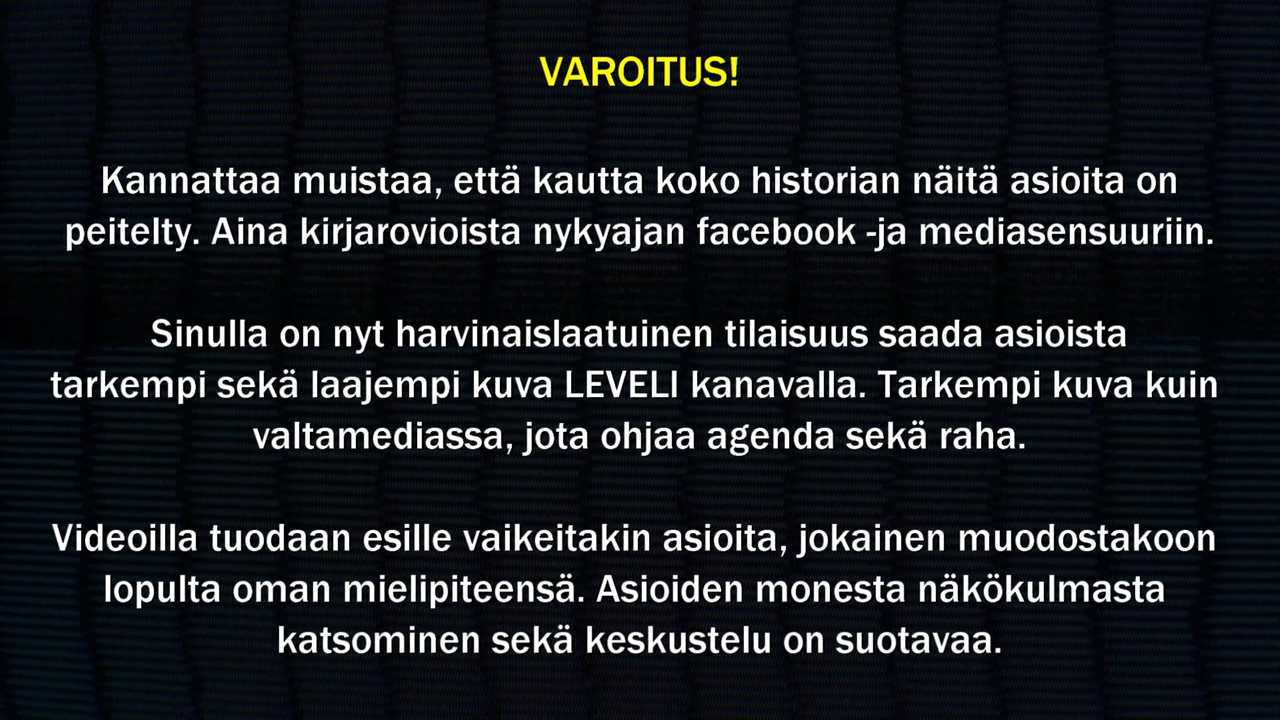 VAROITUS!
Kannattaa muistaa, että kautta koko historian näitä asioita on
peitelty. Aina kirjarovioista nykyajan facebook -ja mediasensuuriin.
Sinulla on nyt harvinaislaatuinen tilaisuus saada asioista
tarkempi sekä laajempi kuva LEVELI kanavalla. Tarkempi kuva kuin
valtamediassa, jota ohjaa agenda sekä raha.
Videoilla tuodaan esille vaikeitakin asioita, jokainen muodostakoon
lopulta oman mielipiteensä. Asioiden monesta näkökulmasta
katsominen sekä keskustelu on suotavaa.